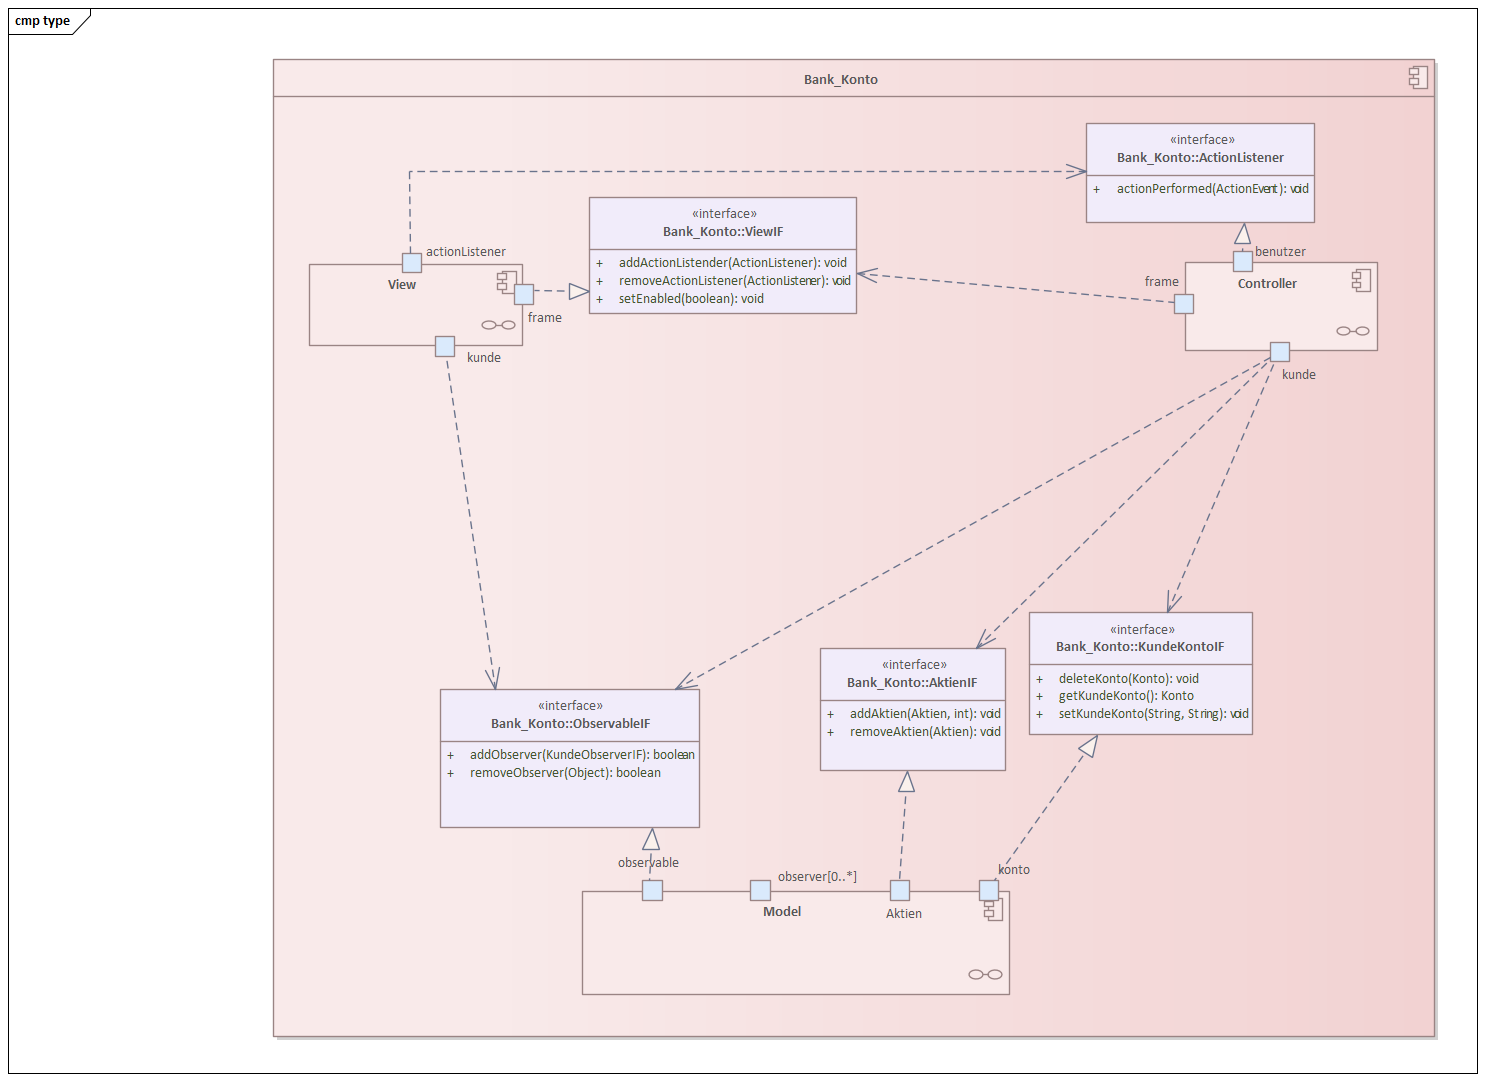 cmp type
Bank_Konto
«interface»
Bank_Konto::ActionListener
+ actionPerformed(ActionEvent): void
«interface»
Bank_Konto::ViewIF
+ addActionListender(ActionListener): void
+ removeActionListener(ActionListener): void
+ setEnabled(boolean): void
actionListener
View
frame
kunde
benutzer
frame
Controller
kunde
«interface»
Bank_Konto::ObservableIF
+ addObserver(KundeObserverIF): boolean
+ removeObserver(Object): boolean
«interface»
Bank_Konto::AktienIF
+ addAktien(Aktien, int): void
+ removeAktien(Aktien): void
«interface»
Bank_Konto::KundeKontoIF
+ deleteKonto(Konto): void
+ getKundeKonto(): Konto
+ setKundeKonto(String, String): void
observable
observer[0..*]
konto
Model
Aktien